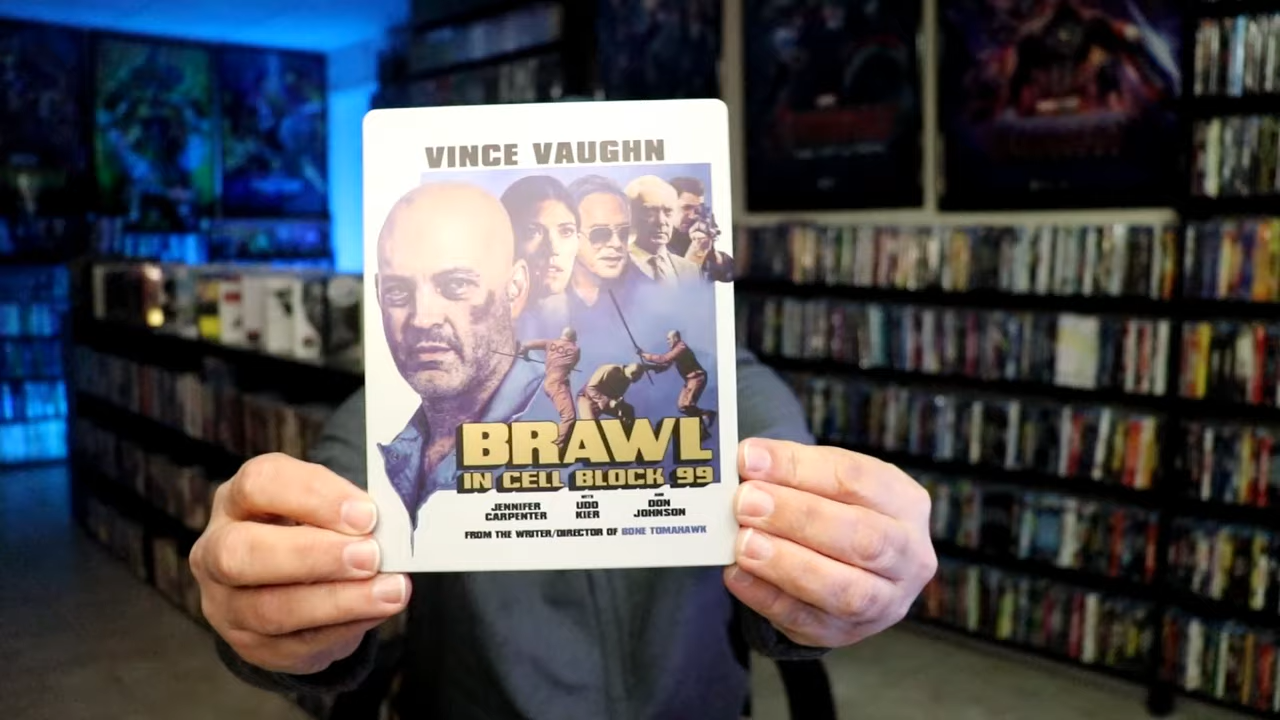 VINCE VAUGHN
BRAWL
IN CELL BLOCK 99
JENNIFER
CARPENTER
WITH
UDO
KIER
AND
DON
JOHNSON
FROM THE WRITER/DIRECTOR OF BONE TOMAHAWK